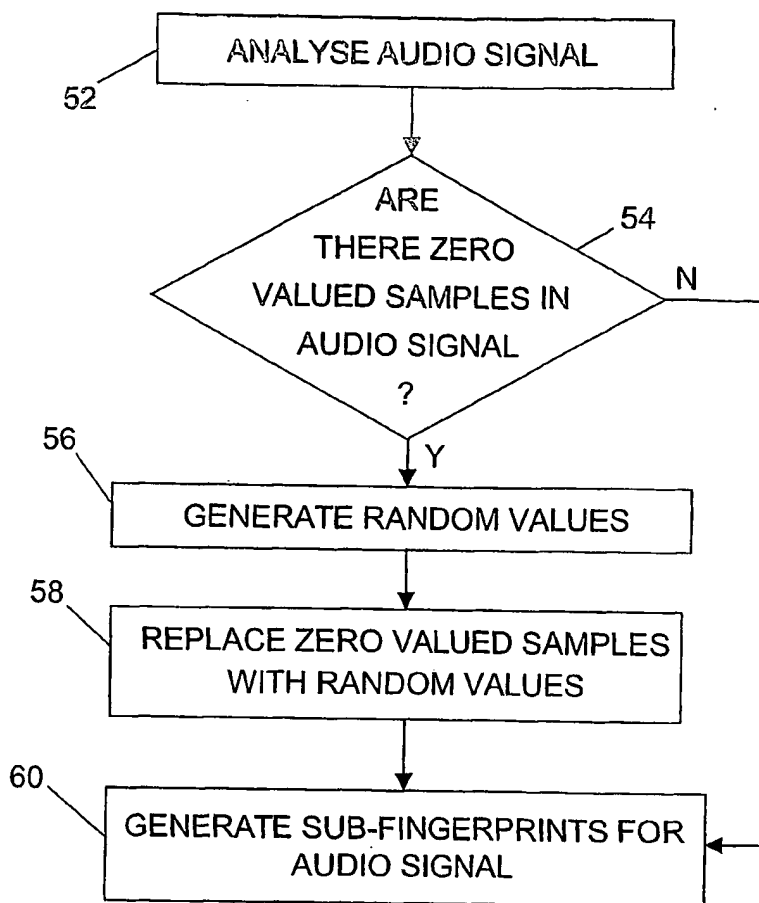 ANALYSE AUDIO SIGNAL
52
ARE
THERE ZERO
VALUED SAMPLES IN
AUDIO SIGNAL
?
54
N
Y
56
GENERATE RANDOM VALUES
58
REPLACE ZERO VALUED SAMPLES
WITH RANDOM VALUES
60
GENERATE SUB-FINGERPRINTS FOR
AUDIO SIGNAL